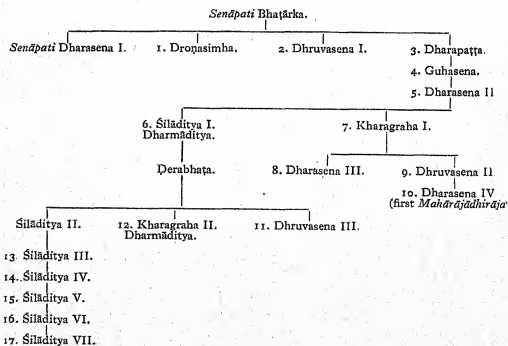 Senāpati Bhaṭārka.
Senāpati Dharasena I. 1. Droṇasimha. 2. Dhruvasena I. 3. Dharapaṭṭa.
4. Guhasena.
5. Dharasena II
6. Śilāditya I. 7. Kharagraha I.
Dharmāditya.
Ḍerabhaṭa. 8. Dharasena III. 9. Dhruvasena II
10. Dharasena IV
(first Mahārājādhirāja
Śilāditya II. 12. Kharagraha II. 11. Dhruvasena III.
Dharmāditya.
13. Śilāditya III.
14. Śilāditya IV.
15. Śilāditya V.
16. Śilāditya VI.
17. Śilāditya VII.